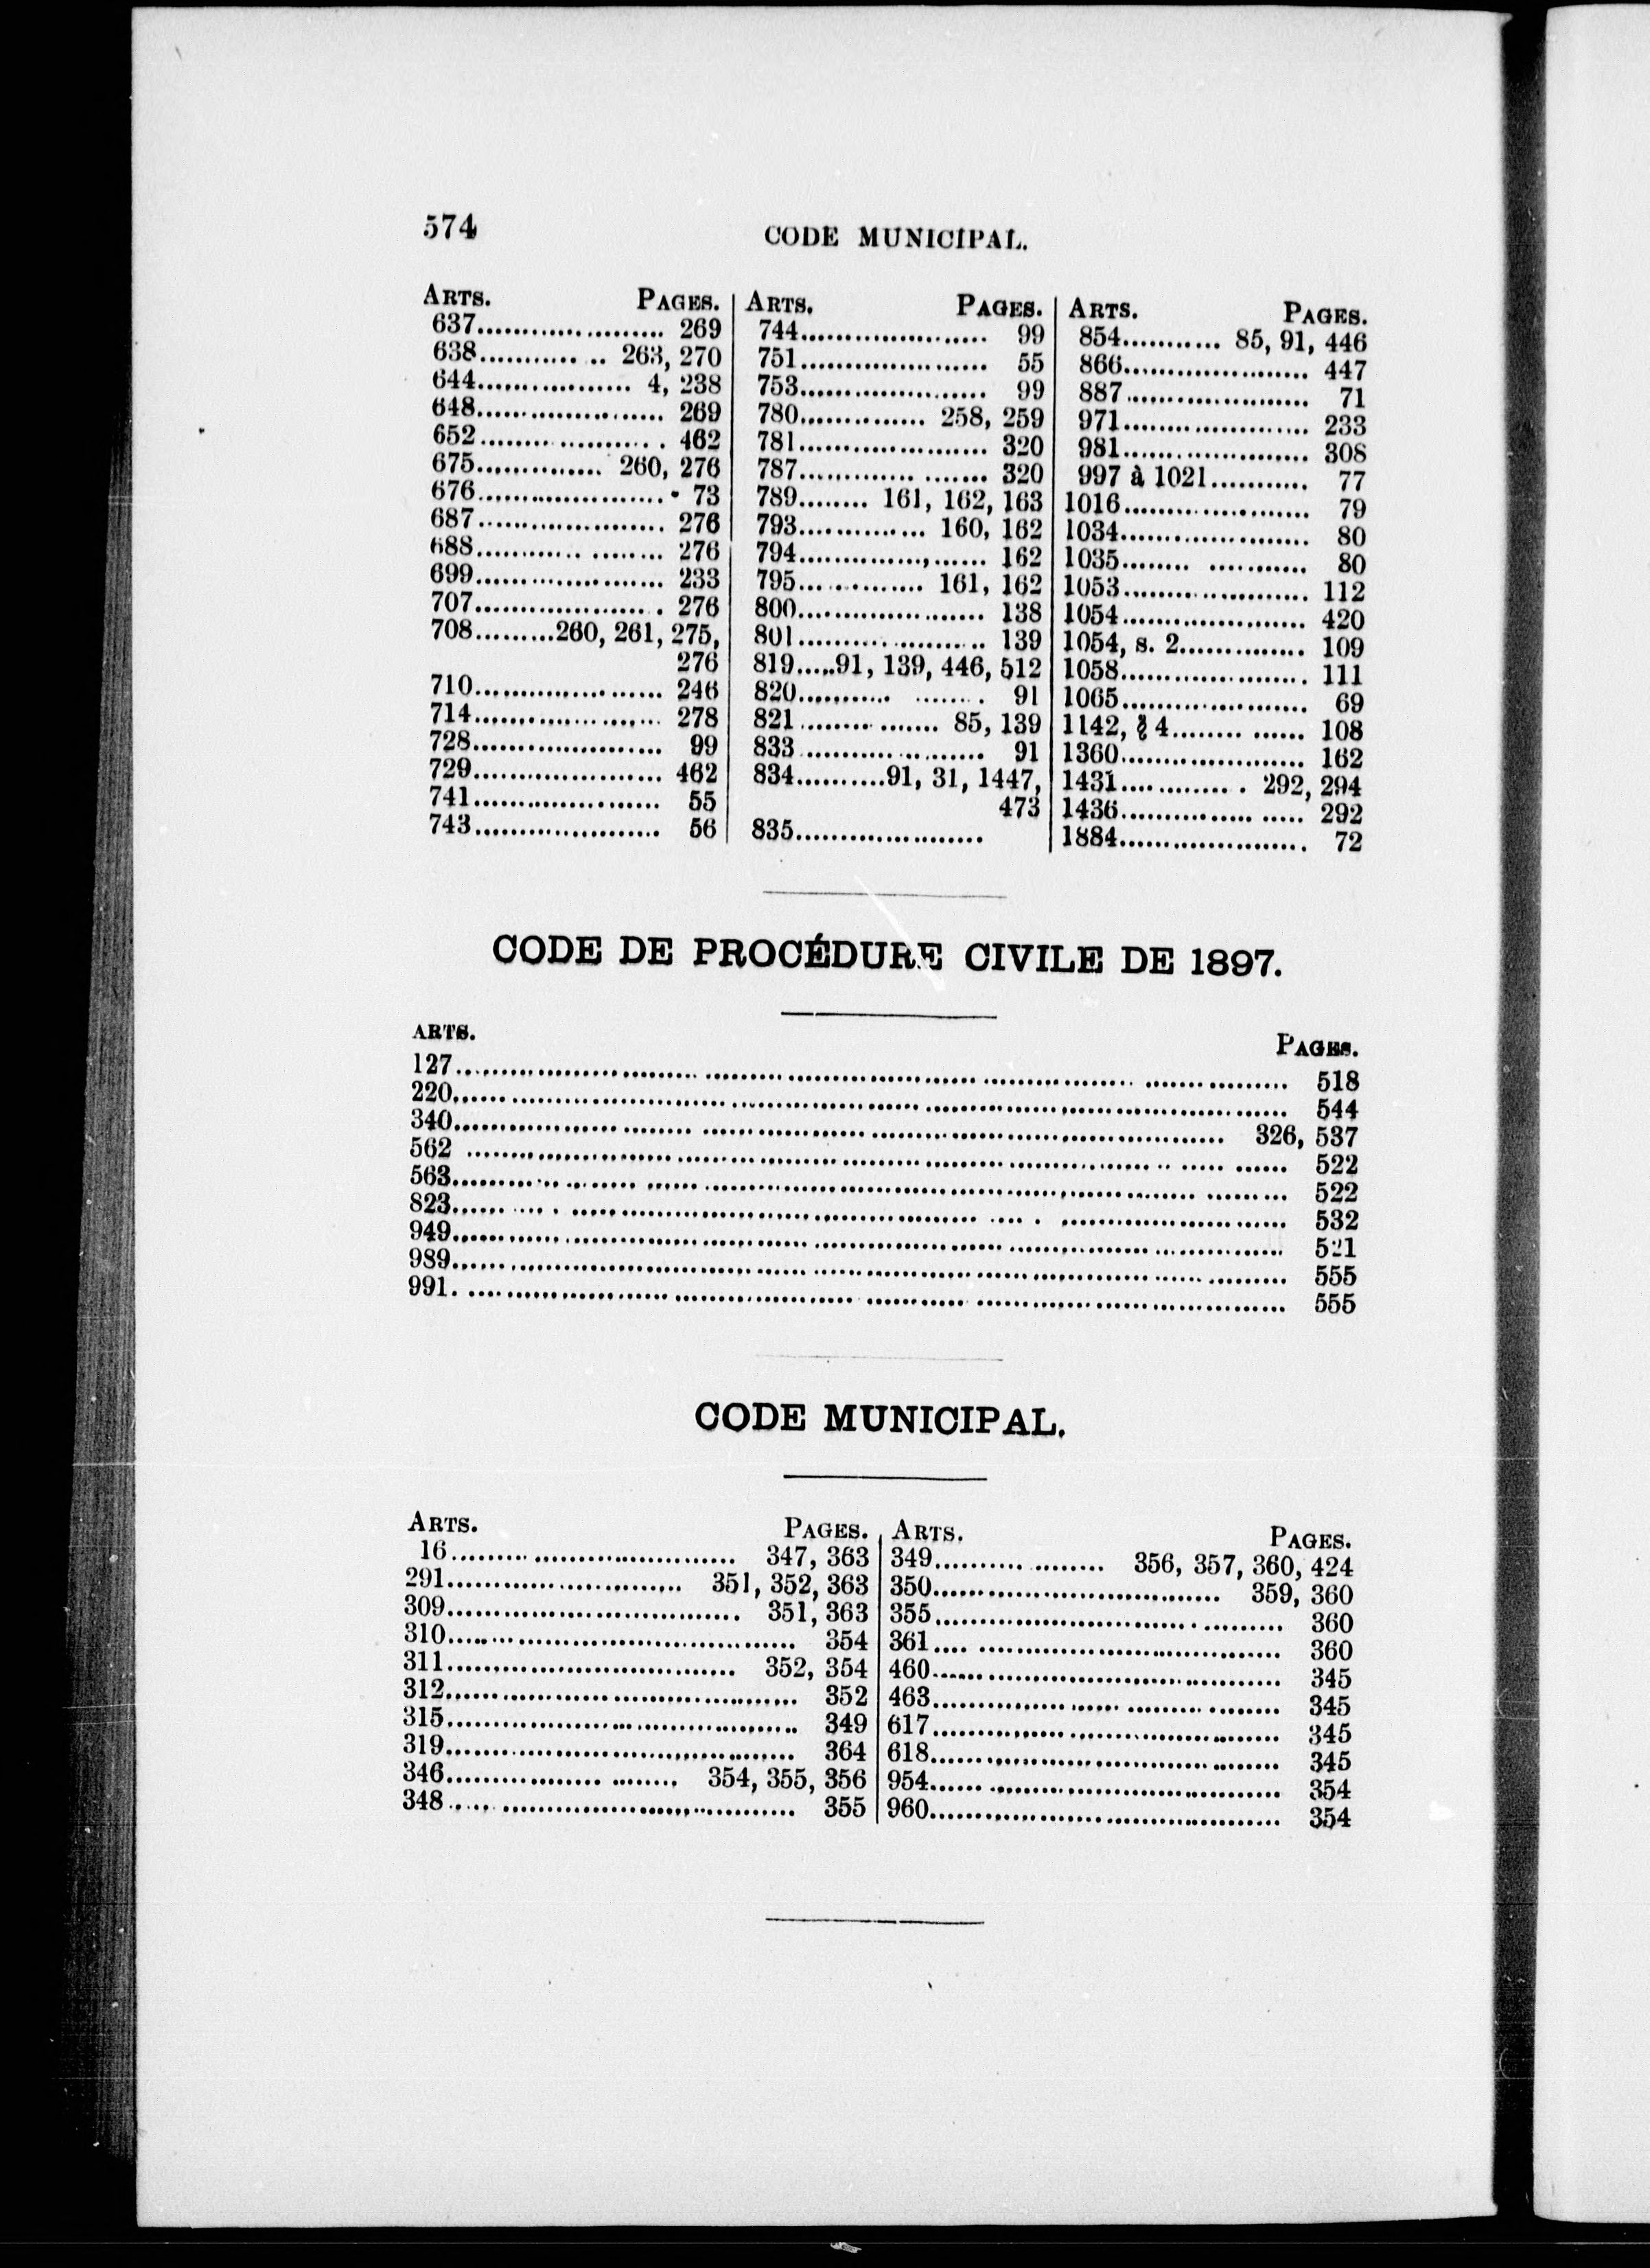 574
CODE MUNICIPAL.
ARTS. PAGES.
637..................... 269
638........... .. 263, 270
644................. 4, 238
648..................... 269
652..................... 462
675.............. 260, 276
676..................... 73
687..................... 276
688............ ........ 276
699..................... 233
707..................... 276
708.........260, 261, 275,
276
710..................... 246
714..................... 278
728..................... 99
729..................... 462
741..................... 55
743..................... 56
ARTS. PAGES.
744..................... 99
751..................... 55
753..................... 99
780.............. 258, 259
781..................... 320
787............. ........ 320
789........ 161, 162, 163
793.............. 160, 162
794..................... 162
795.............. 161, 162
800..................... 138
801..................... 139
819.....91, 139, 446, 512
820.......... ........ 91
821................ 85, 139
833..................... 91
834..........91, 31, 1447,
473
835.....................
ARTS. PAGES.
854........... 85, 91, 446
866..................... 447
887..................... 71
971..................... 233
981..................... 308
997 à 1021........... 77
1016..................... 79
1034..................... 80
1035........ ........... 80
1053..................... 112
1054..................... 420
1054, s. 2.............. 109
1058..................... 111
1065..................... 69
1142, § 4........ ...... 108
1360..................... 162
1431............ . 292, 294
1436............... ..... 292
1884..................... 72
CODE DE PROCÉDURE CIVILE DE 1897.
ARTS. PAGES.
127........................................ 518
220........................................ 544
340........................................ 326, 537
562 ........................................ 522
563........................................ 522
823........................................ 532
949........................................ 521
989........................................ 555
991. ........................................ 555
CODE MUNICIPAL.
ARTS. PAGES.
16................................ 347, 363
291........................... 351, 352, 363
309................................ 351, 363
310........................................ 354
311................................ 352, 354
312........................................ 352
315........................................ 349
319........................................ 364
346.................. ........ 354, 355, 356
348........................................ 355
ARTS. PAGES.
349.......... ......... 356, 357, 360, 424
350................................ 359, 360
355........................................ 360
361.... .................................. 360
460........................................ 345
463........................................ 345
617........................................ 345
618........................................ 345
954........................................ 354
960........................................ 354